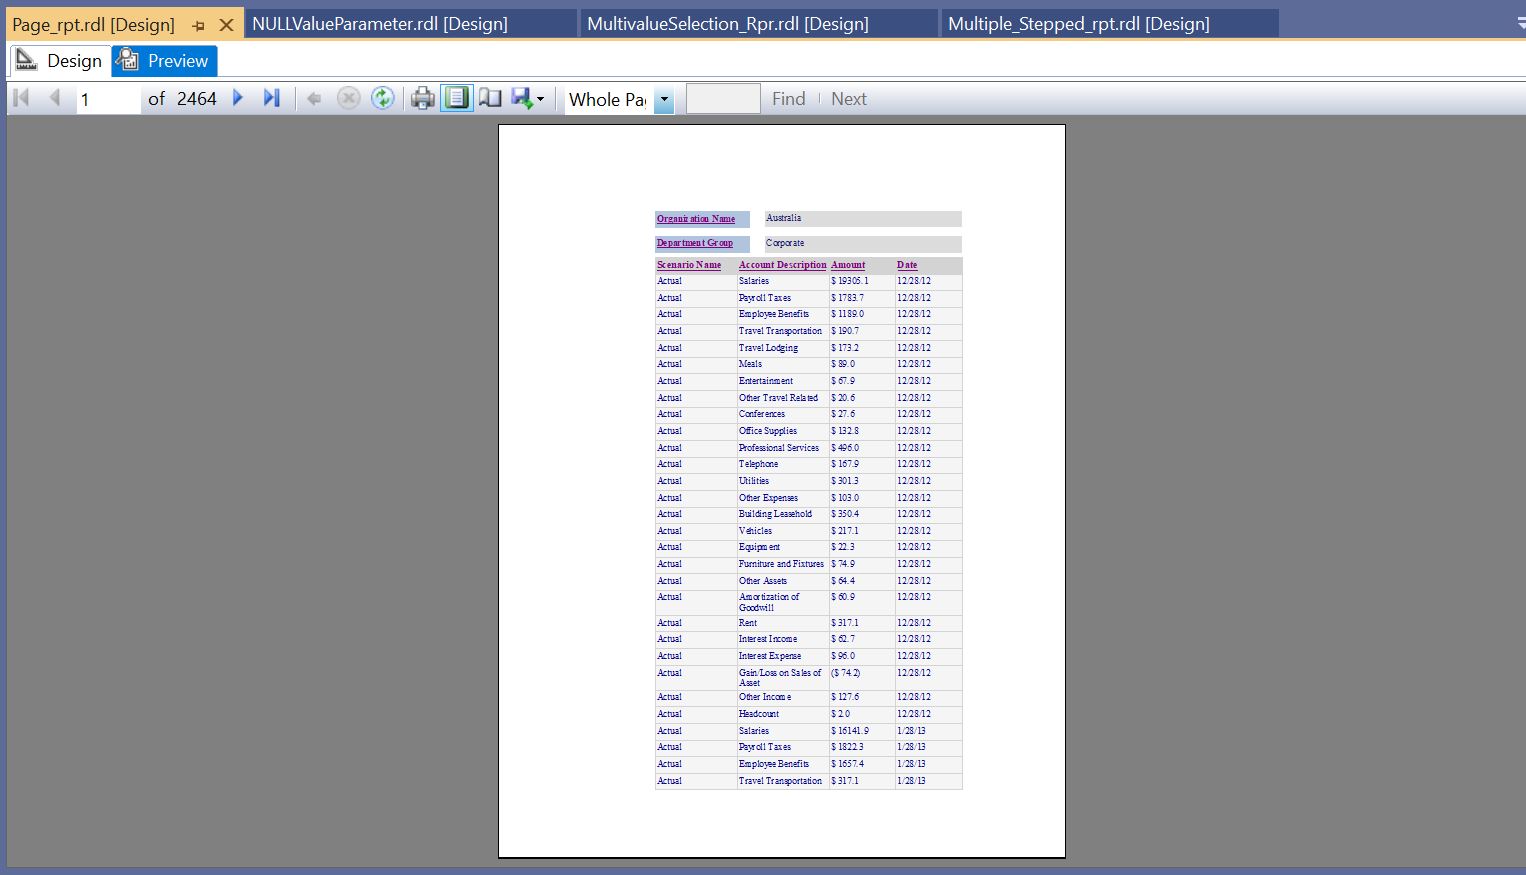 Page_rpt.rdl [Design] NULLValueParameter.rdl [Design] MultivalueSelection_Rpr.rdl [Design] Multiple_Stepped_rpt.rdl [Design]
Design Preview
1 of 2464 Whole Pa Find Next
Organization Name Australia
Department Group Corporate
Scenario Name Account Description Amount Date
Actual Salaries $ 19305.1 12/28/12
Actual Payroll Taxes $ 1783.7 12/28/12
Actual Employee Benefits $ 1189.0 12/28/12
Actual Travel Transportation $ 190.7 12/28/12
Actual Travel Lodging $ 173.2 12/28/12
Actual Meals $ 89.0 12/28/12
Actual Entertainment $ 67.9 12/28/12
Actual Other Travel Related $ 20.6 12/28/12
Actual Conferences $ 27.6 12/28/12
Actual Office Supplies $ 132.8 12/28/12
Actual Professional Services $ 496.0 12/28/12
Actual Telephone $ 167.9 12/28/12
Actual Utilities $ 301.3 12/28/12
Actual Other Expenses $ 103.0 12/28/12
Actual Building Leasehold $ 350.4 12/28/12
Actual Vehicles $ 217.1 12/28/12
Actual Equipment $ 22.3 12/28/12
Actual Furniture and Fixtures $ 74.9 12/28/12
Actual Other Assets $ 64.4 12/28/12
Actual Amortization of $ 60.9 12/28/12
Goodwill
Actual Rent $ 317.1 12/28/12
Actual Interest Income $ 62.7 12/28/12
Actual Interest Expense $ 96.0 12/28/12
Actual Gain/Loss on Sales of ($ 74.2) 12/28/12
Asset
Actual Other Income $ 127.6 12/28/12
Actual Headcount $ 2.0 12/28/12
Actual Salaries $ 16141.9 1/28/13
Actual Payroll Taxes $ 1822.3 1/28/13
Actual Employee Benefits $ 1657.4 1/28/13
Actual Travel Transportation $ 317.1 1/28/13